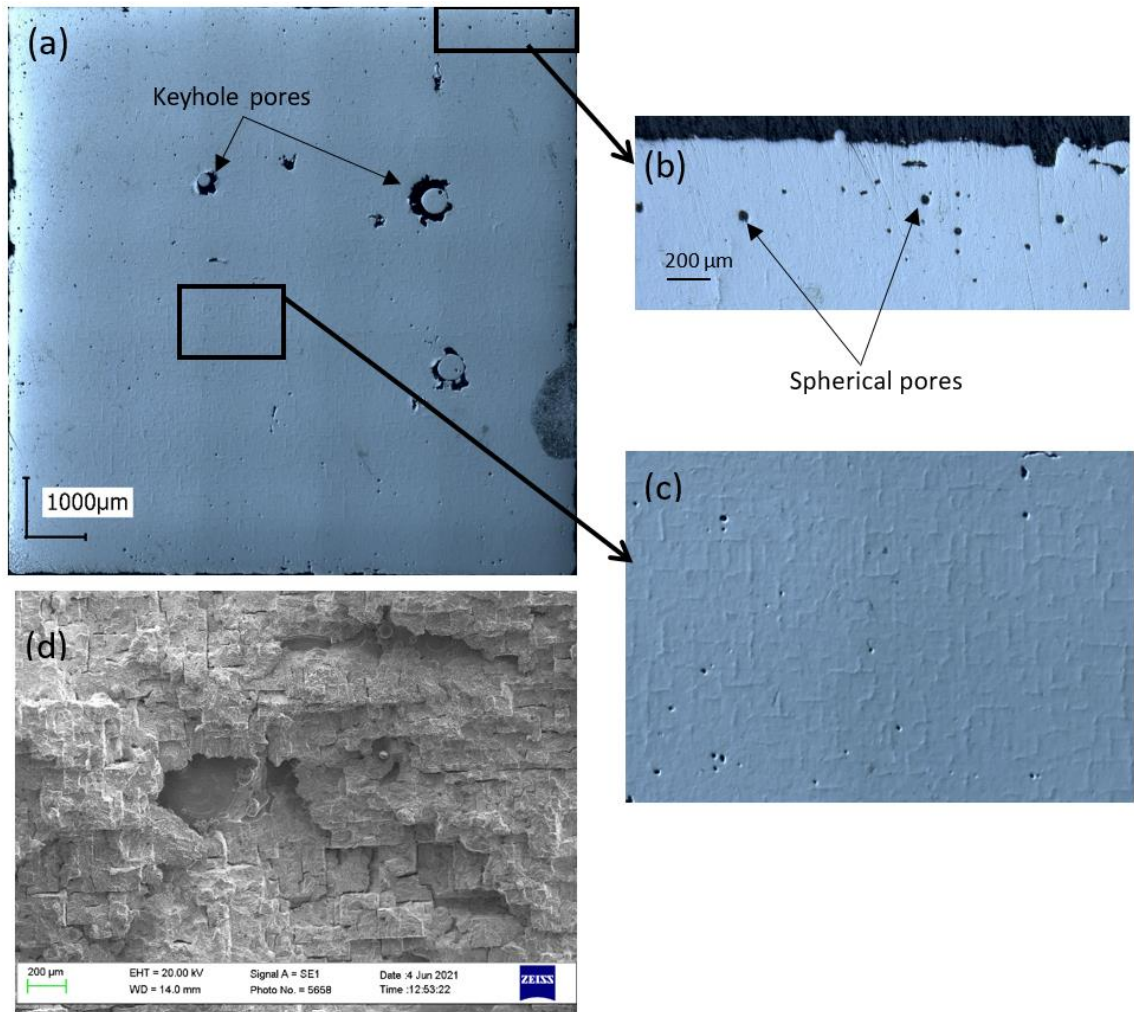 (a)
Keyhole pores
1000µm
(b)
200 µm
Spherical pores
(c)
(d)
200 µm
EHT = 20.00 kV
Signal A = SE1
Date :4 Jun 2021
WD = 14.0 mm
Photo No. = 5658
Time :12:53:22
ZEISS